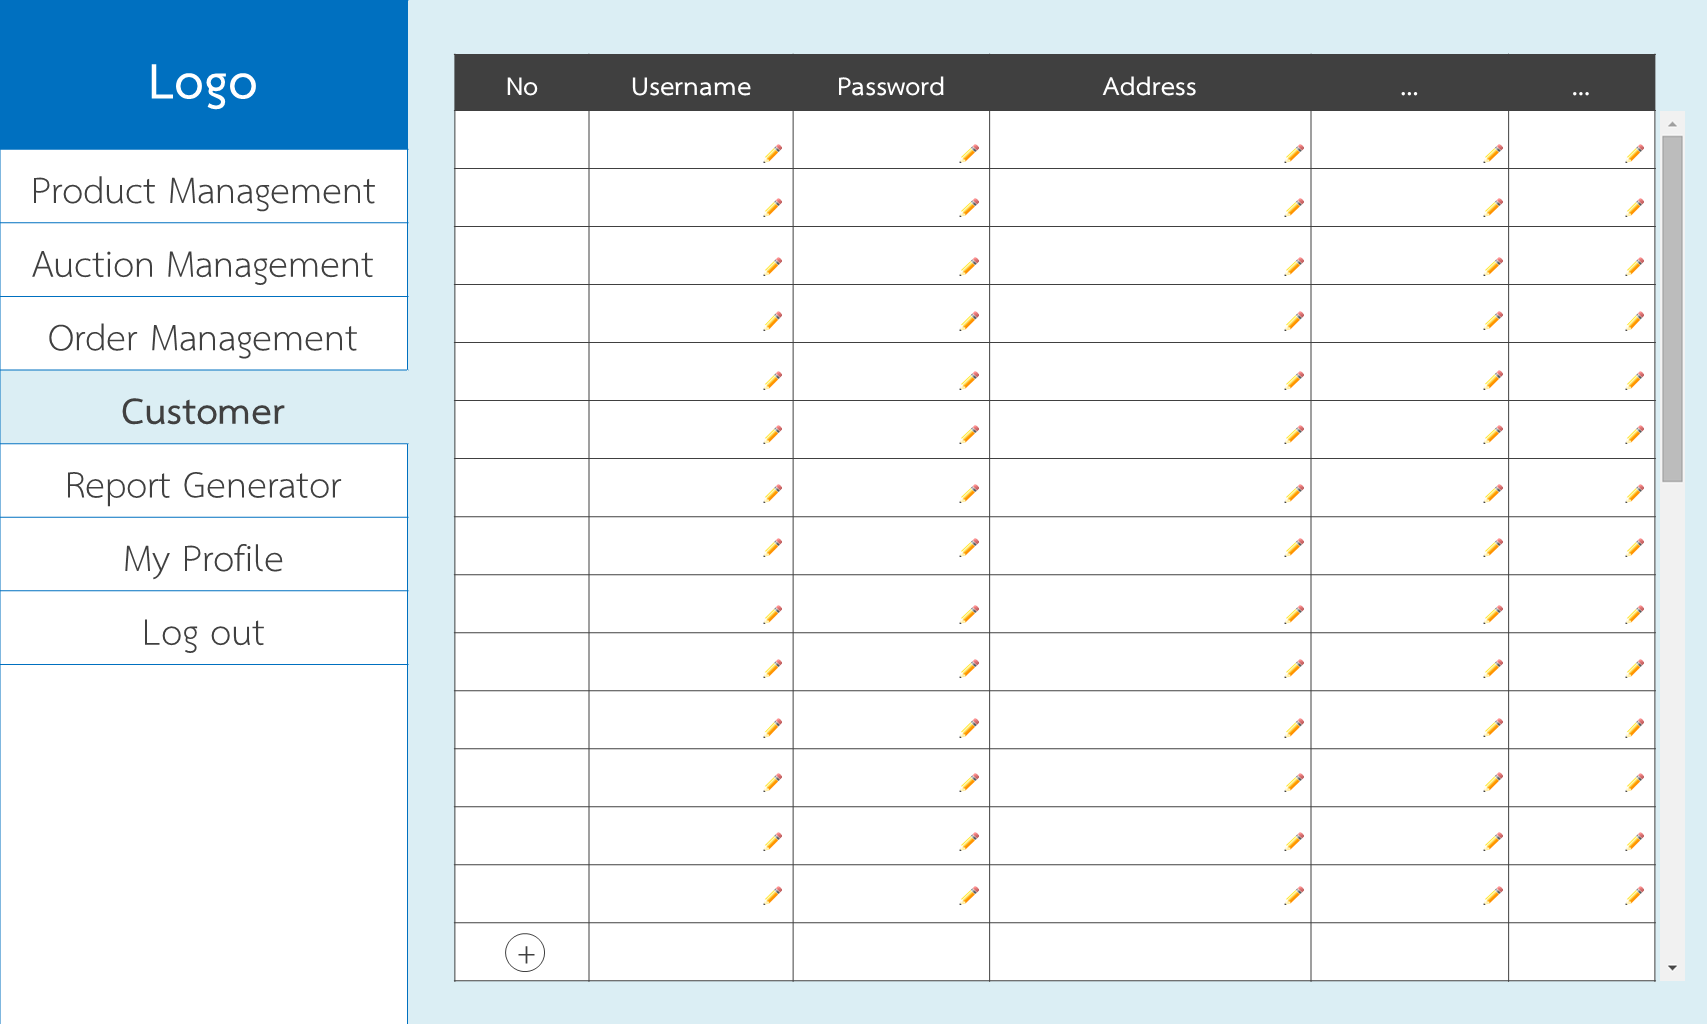 Logo
Product Management
Auction Management
Order Management
Customer
Report Generator
My Profile
Log out
No Username Password Address ... ...